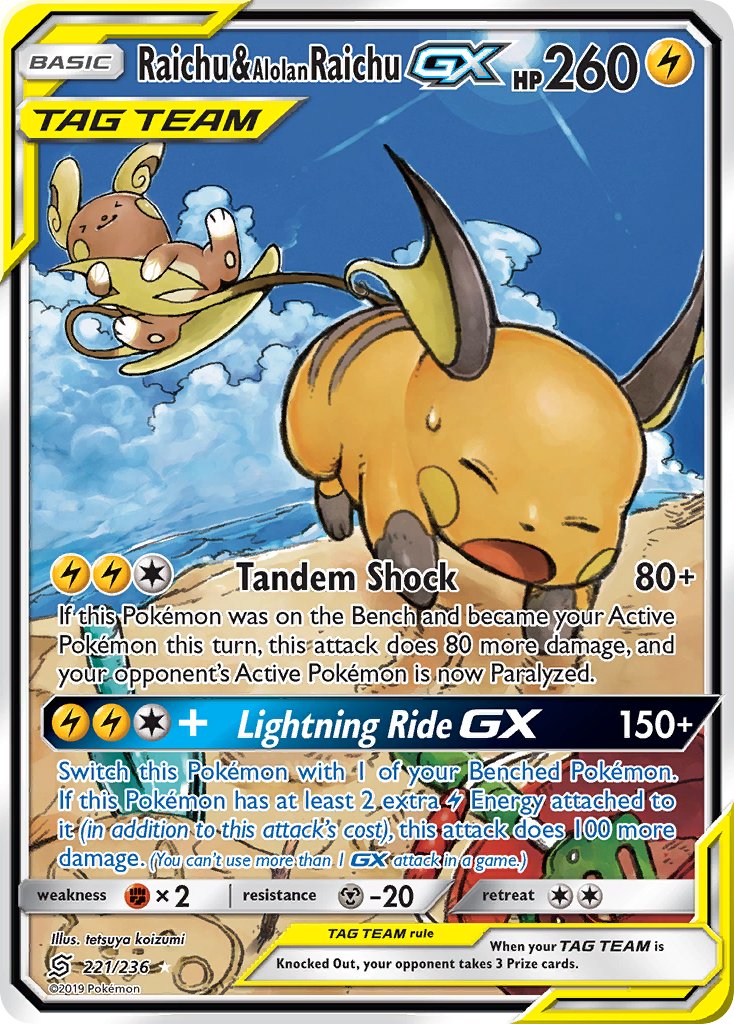 BASIC Raichu & Alolan Raichu GX HP 260
TAG TEAM
Tandem Shock 80+
If this Pokémon was on the Bench and became your Active
Pokémon this turn, this attack does 80 more damage, and
your opponent's Active Pokémon is now Paralyzed.
+ Lightning Ride GX 150+
Switch this Pokémon with 1 of your Benched Pokémon.
If this Pokémon has at least 2 extra Energy attached to
it (in addition to this attack's cost), this attack does 100 more
damage. (You can't use more than 1 GX attack in a game.)
weakness × 2 resistance -20 retreat
Illus. tetsuya koizumi
221/236
©2019 Pokémon
TAG TEAM rule
When your TAG TEAM is
Knocked Out, your opponent takes 3 Prize cards.